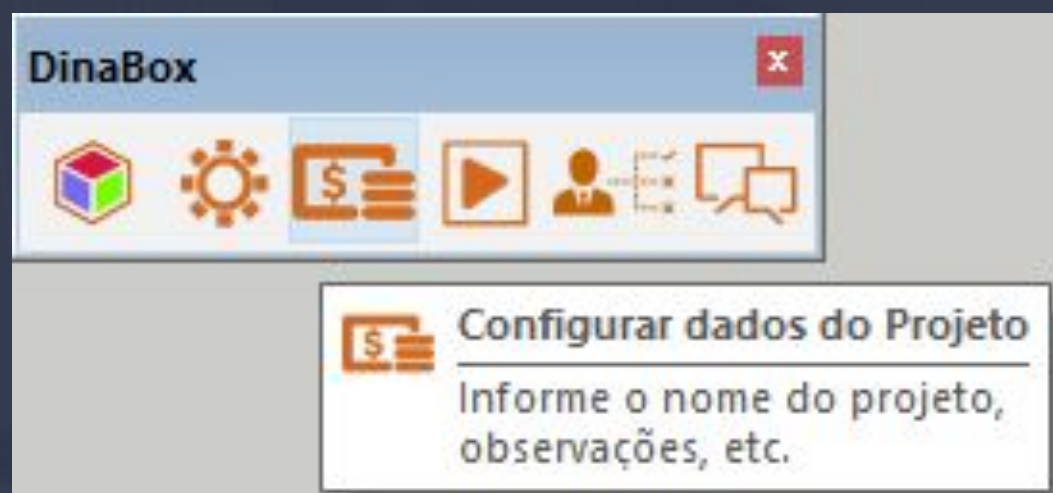 DinaBox
Configurar dados do Projeto
Informe o nome do projeto,
observações, etc.